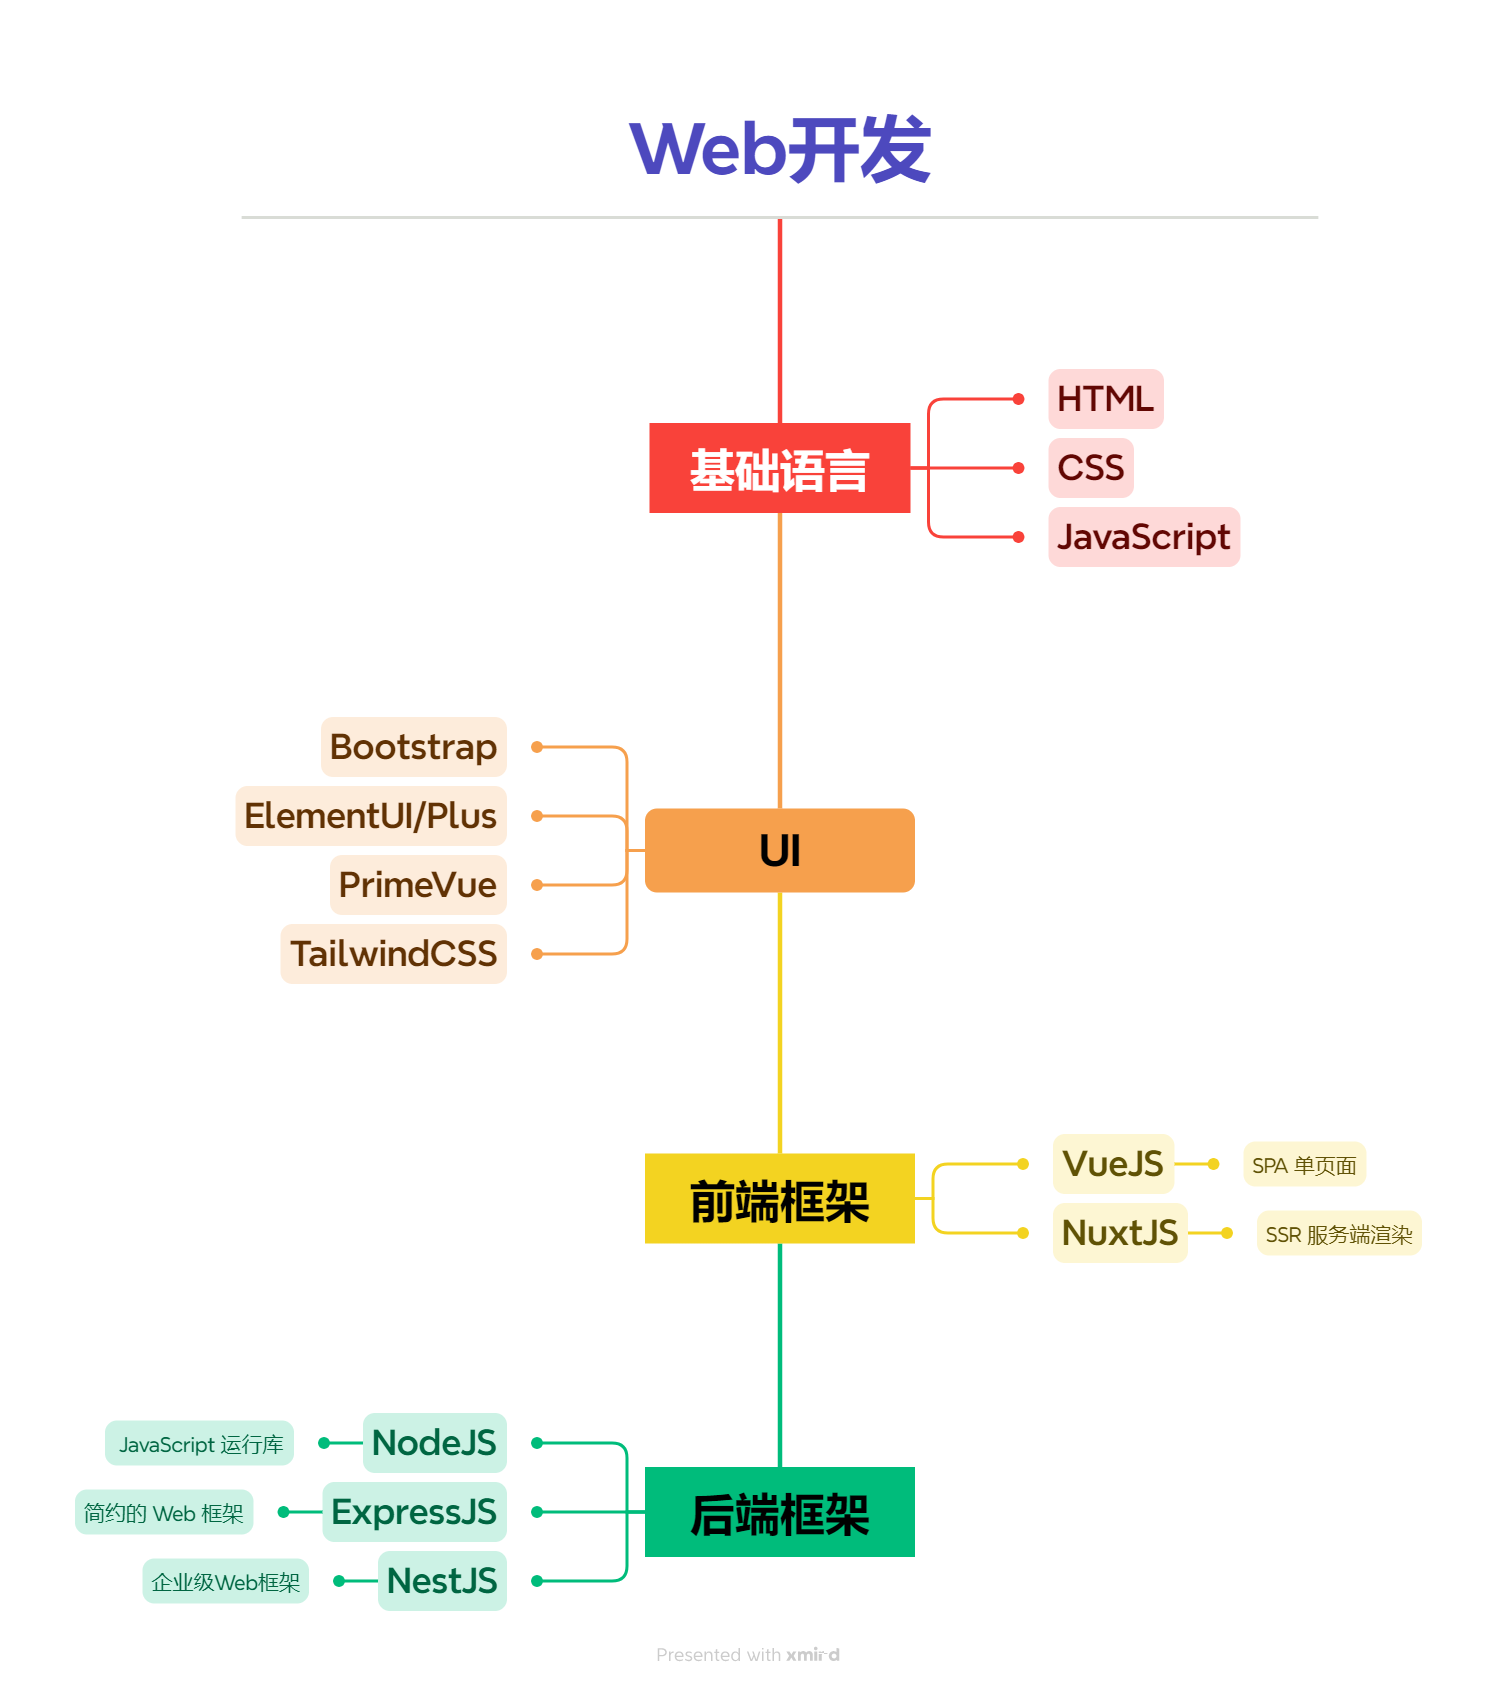 Web开发
基础语言
HTML
CSS
JavaScript
UI
Bootstrap
ElementUI/Plus
PrimeVue
TailwindCSS
前端框架
VueJS
SPA 单页面
NuxtJS
SSR 服务端渲染
后端框架
NodeJS
JavaScript 运行库
ExpressJS
简约的 Web 框架
NestJS
企业级Web框架
Presented with xmind